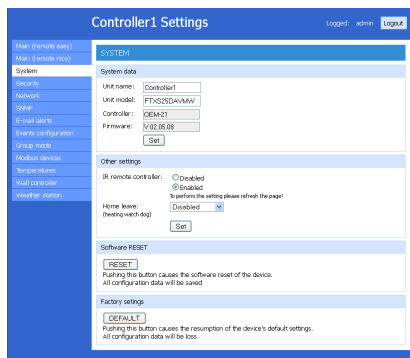 Controller1 Settings
Logged: admin Logout
Main (remote easy)
Main (remote nice)
System
Security
Network
SNMP
E-mail alerts
Events configuration
Group mode
Modbus devices
Temperatures
Wall controller
Weather station
SYSTEM
System data
Unit name: Controller1
Unit model: FTXS25DAVMW
Controller: OEM-21
Firmware: V 02.05.08
Set
Other settings
IR remote controller: Disabled
Enabled
To perform the setting please refresh the page!
Home leave: Disabled
(heating watch dog)
Set
Software RESET
RESET
Pushing this button causes the software reset of the device.
All configuration data will be saved
Factory setings
DEFAULT
Pushing this button causes the resumption of the device's default settings.
All configuration data will be loss